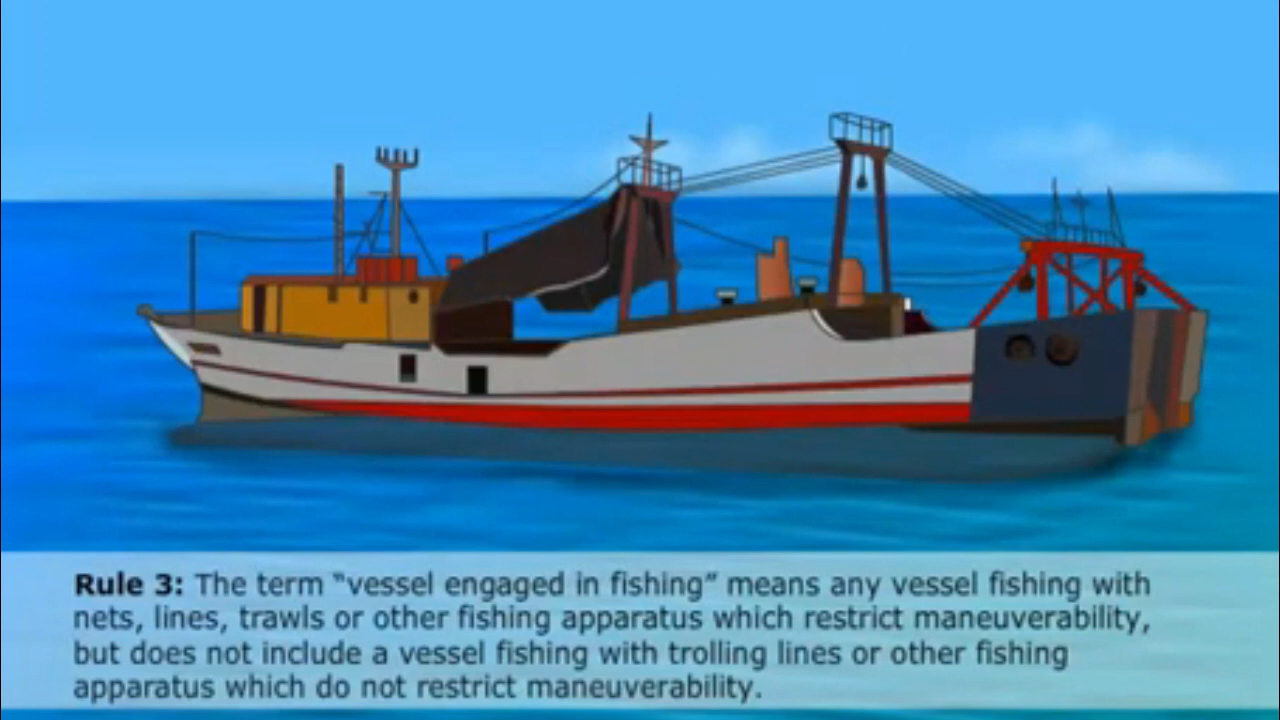 Rule 3: The term “vessel engaged in fishing” means any vessel fishing with
nets, lines, trawls or other fishing apparatus which restrict maneuverability,
but does not include a vessel fishing with trolling lines or other fishing
apparatus which do not restrict maneuverability.